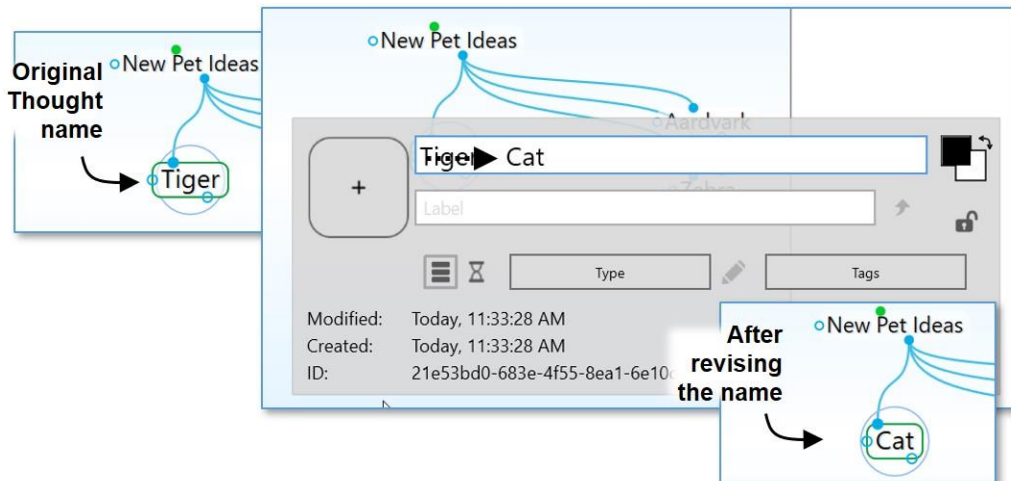 New Pet Ideas
Original
Thought
name
Tiger
New Pet Ideas
Aardvark
Tiger Cat
Zebra
+
Label
Type
Tags
Modified: Today, 11:33:28 AM
Created: Today, 11:33:28 AM
ID: 21e53bd0-683e-4f55-8ea1-6e10
New Pet Ideas
After
revising
the name
Cat